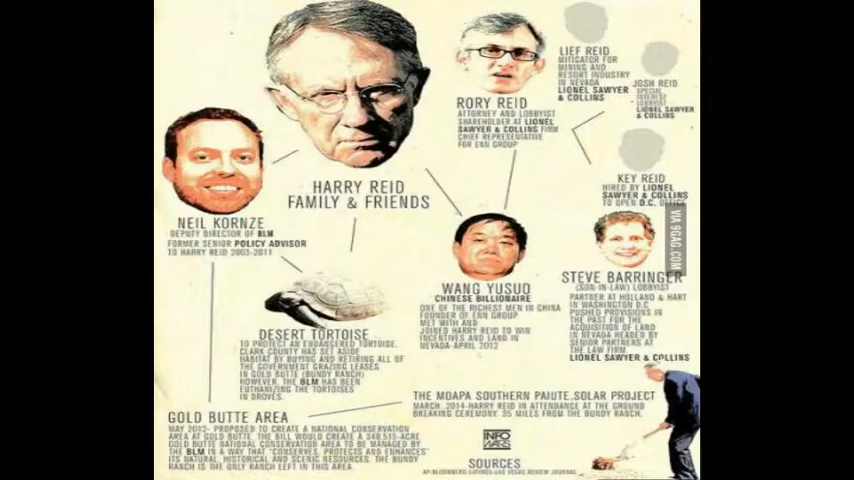 HARRY REID
FAMILY & FRIENDS
NEIL KORNZE
DEPUTY DIRECTOR OF BLM
FORMER SENIOR POLICY ADVISOR
TO HARRY REID 2003-2011
RORY REID
ATTORNEY AND LOBBYIST
SHAREHOLDER AT LIONEL
SAWYER & COLLINS FIRM
CHIEF REPRESENTATIVE
FOR ENN GROUP
LIEF REID
MITIGATOR FOR
MINING AND
RESORT INDUSTRY
IN NEVADA
LIONEL SAWYER
& COLLINS
JOSH REID
SPECIAL
INTEREST
LOBBYIST
LIONEL SAWYER
& COLLINS
KEY REID
HIRED BY LIONEL
SAWYER & COLLINS
TO OPEN D.C. OFFICE
VIA 9GAG.COM
WANG YUSUO
CHINESE BILLIONAIRE
ONE OF THE RICHEST MEN IN CHINA
FOUNDER OF ENN GROUP
MET WITH AND
JOINED HARRY REID TO WIN
INCENTIVES AND LAND IN
NEVADA-APRIL 2012
STEVE BARRINGER
(SON-IN-LAW) LOBBYIST
PARTNER AT HOLLAND & HART
IN WASHINGTON D.C
PUSHED PROVISIONS IN
THE PAST FOR THE
ACQUISITION OF LAND
IN NEVADA HEADED BY
SENIOR PARTNERS AT
THE LAW FIRM
LIONEL SAWYER & COLLINS
DESERT TORTOISE
TO PROTECT AN ENDANGERED TORTOISE,
CLARK COUNTY HAS SET ASIDE
HABITAT BY BUYING AND RETIRING ALL OF
THE GOVERNMENT GRAZING LEASES
IN GOLD BUTTE (BUNDY RANCH)
HOWEVER, THE BLM HAS BEEN
EUTHANIZING THE TORTOISES
IN DROVES.
THE MOAPA SOUTHERN PAIUTE SOLAR PROJECT
MARCH, 2014-HARRY REID IN ATTENDANCE AT THE GROUND
BREAKING CEREMONY. 35 MILES FROM THE BUNDY RANCH.
GOLD BUTTE AREA
MAY 2012- PROPOSED TO CREATE A NATIONAL CONSERVATION
AREA AT GOLD BUTTE. THE BILL WOULD CREATE A 348,515-ACRE
GOLD BUTTE NATIONAL CONSERVATION AREA TO BE MANAGED BY
THE BLM IN A WAY THAT "CONSERVES, PROTECTS AND ENHANCES"
ITS NATURAL, HISTORICAL AND SCENIC RESOURCES. THE BUNDY
RANCH IS THE ONLY RANCH LEFT IN THIS AREA.
INFO
WARS
SOURCES
AP-BLOOMBERG-LATIMES-LAS VEGAS REVIEW JOURNAL